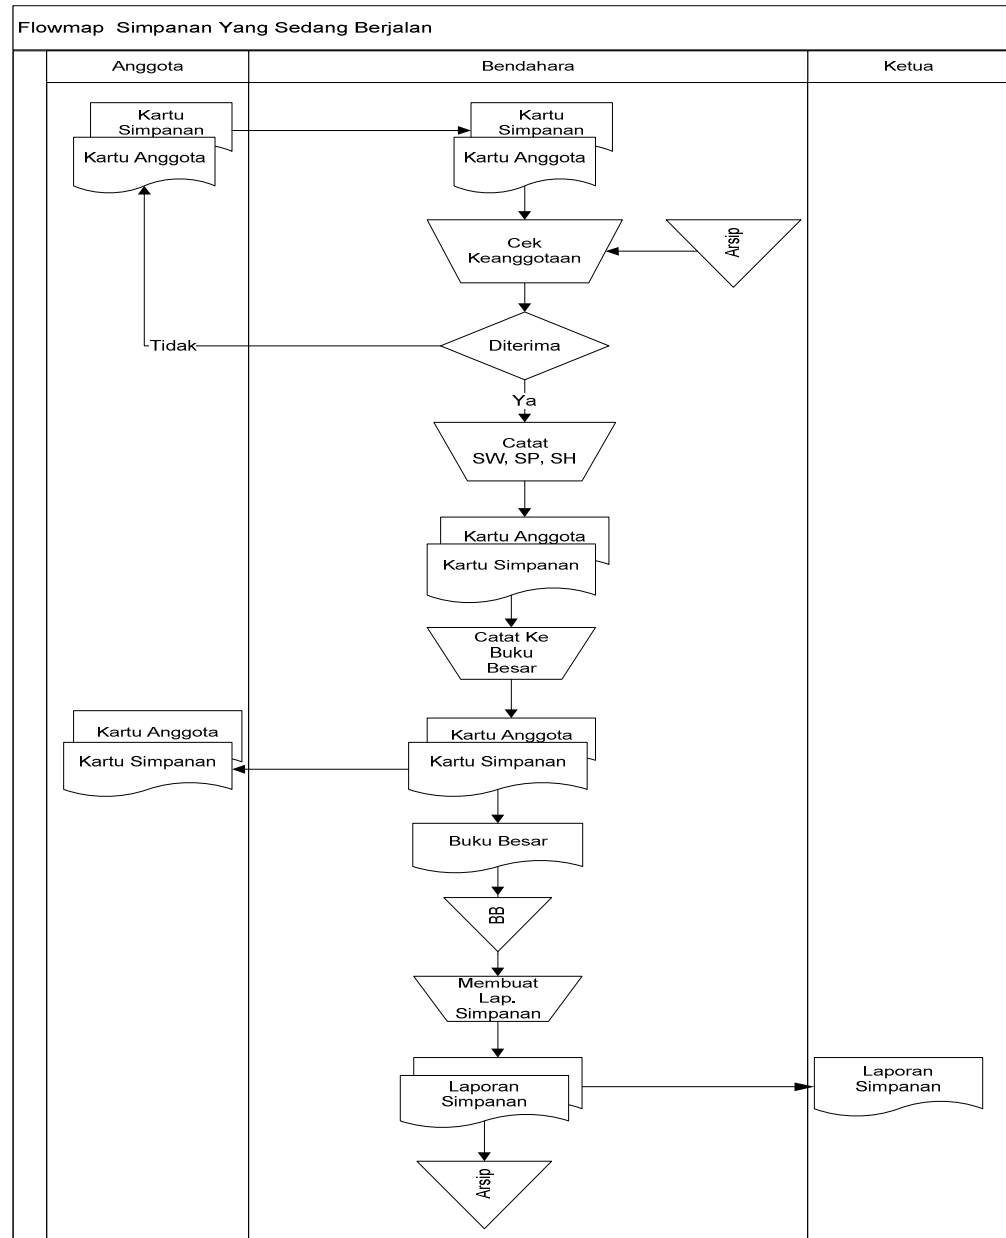 Flowmap Simpanan Yang Sedang Berjalan
Anggota
Bendahara
Ketua
Kartu
Simpanan
Kartu Anggota
Kartu
Simpanan
Kartu Anggota
Cek
Keanggotaan
Arsip
Tidak
Diterima
Ya
Catat
SW, SP, SH
Kartu Anggota
Kartu Simpanan
Catat Ke
Buku
Besar
Kartu Anggota
Kartu Simpanan
Kartu Anggota
Kartu Simpanan
Buku Besar
BB
Membuat
Lap.
Simpanan
Laporan
Simpanan
Laporan
Simpanan
Arsip